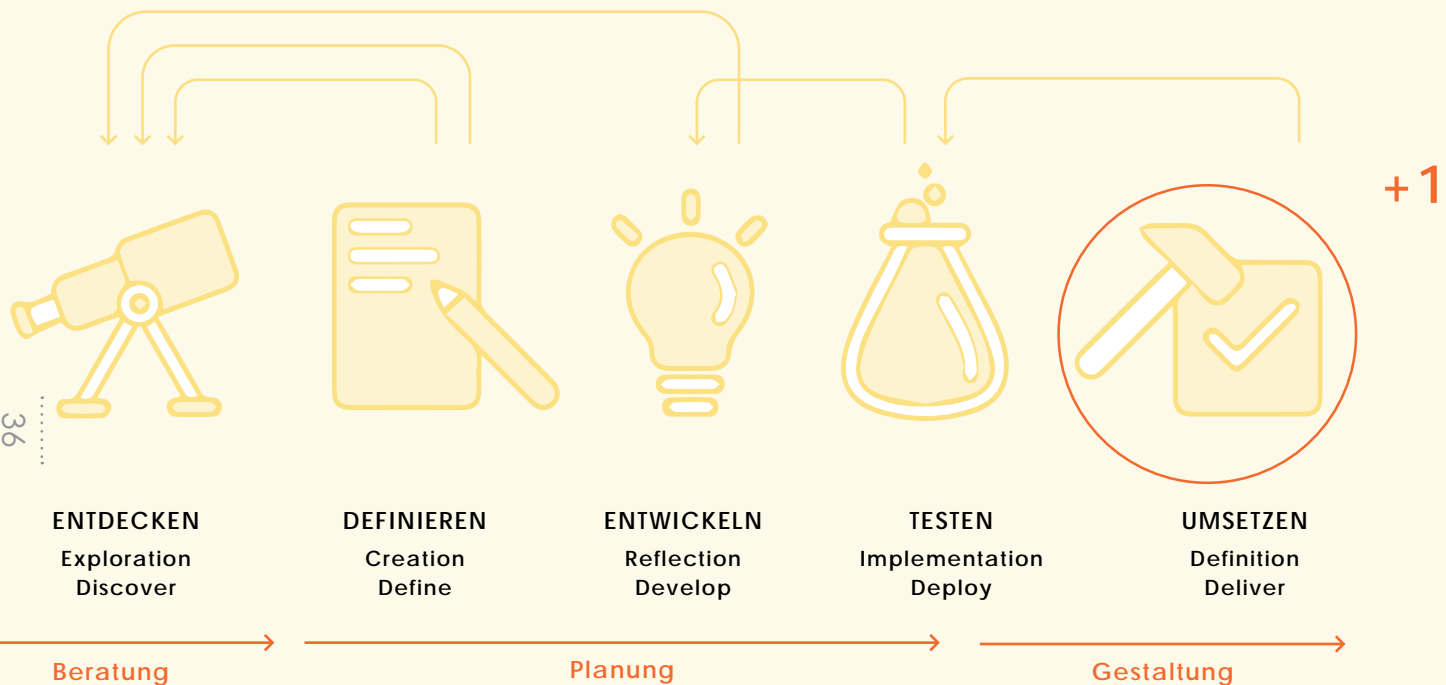 +1
36
ENTDECKEN
Exploration
Discover
DEFINIEREN
Creation
Define
ENTWICKELN
Reflection
Develop
TESTEN
Implementation
Deploy
UMSETZEN
Definition
Deliver
Beratung
Planung
Gestaltung